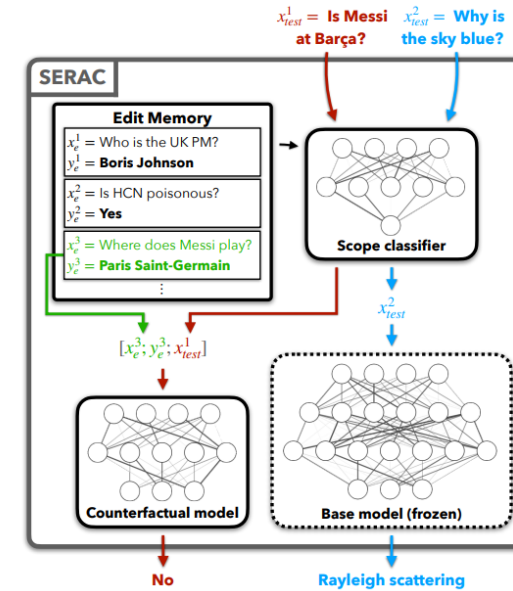 x¹test = Is Messi at Barça?
x²test = Why is the sky blue?
SERAC
Edit Memory
x¹e = Who is the UK PM?
y¹e = Boris Johnson
x²e = Is HCN poisonous?
y²e = Yes
x³e = Where does Messi play?
y³e = Paris Saint-Germain
⋮
Scope classifier
x²test
[x³e; y³e; x¹test]
Counterfactual model
Base model (frozen)
No
Rayleigh scattering